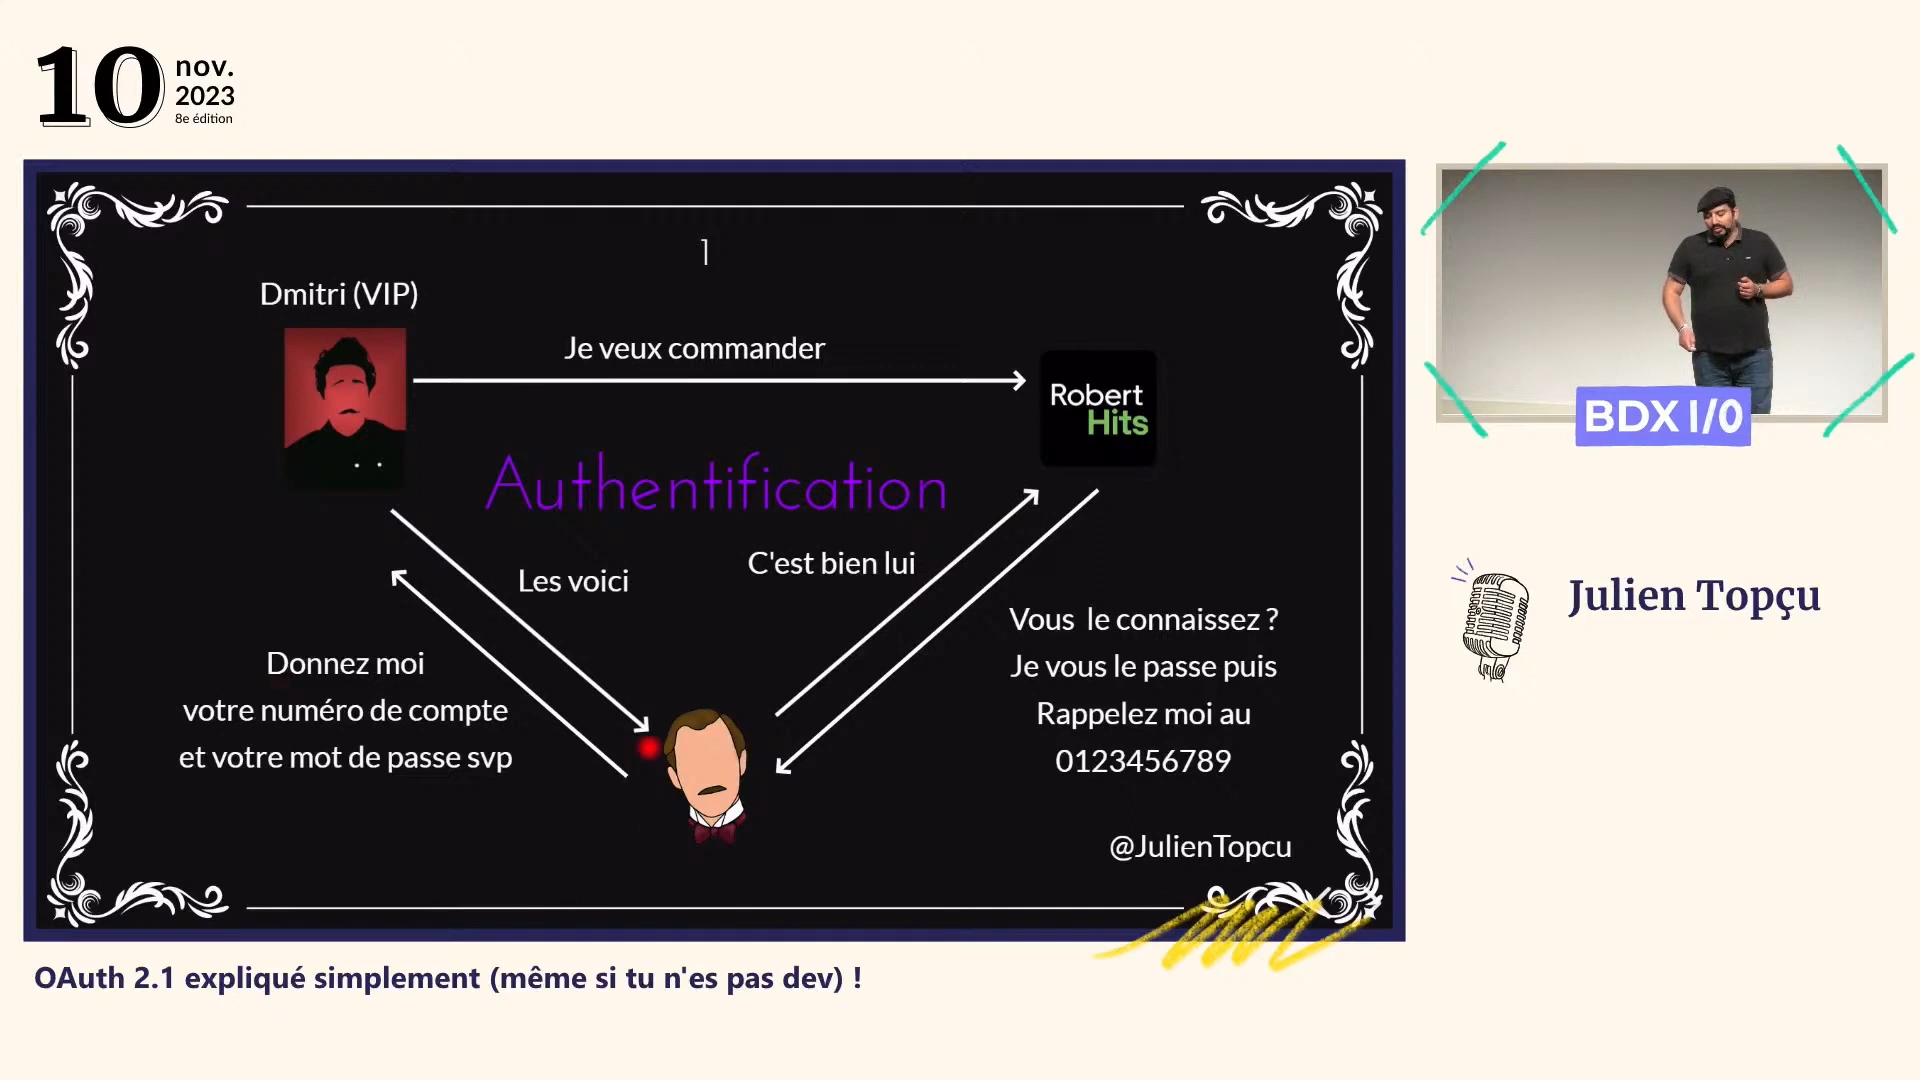 10
nov.
2023
8e édition
1
Dmitri (VIP)
Je veux commander
Robert
Hits
Authentification
C'est bien lui
Les voici
Vous le connaissez ?
Je vous le passe puis
Rappelez moi au
0123456789
Donnez moi
votre numéro de compte
et votre mot de passe svp
@JulienTopcu
BDX I/O
Julien Topçu
OAuth 2.1 expliqué simplement (même si tu n'es pas dev) !